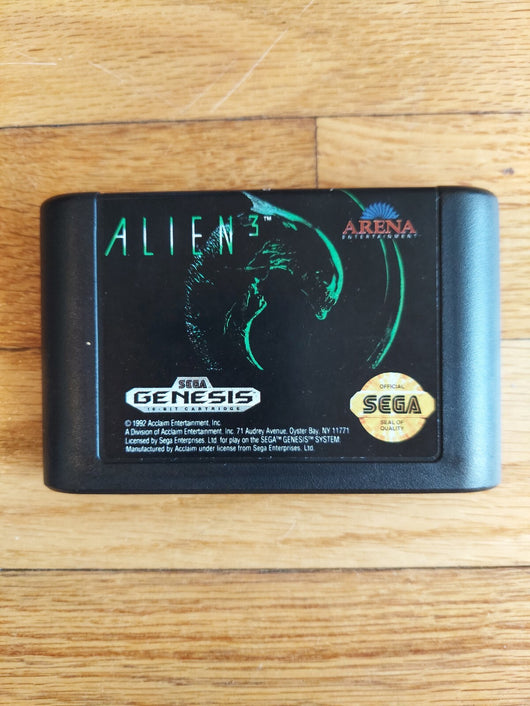 ALIEN 3™
ARENA
ENTERTAINMENT
SEGA
GENESIS
16-BIT CARTRIDGE
OFFICIAL
SEGA
SEAL OF
QUALITY
© 1992 Acclaim Entertainment, Inc.
A Division of Acclaim Entertainment, Inc. 71 Audrey Avenue, Oyster Bay, NY 11771
Licensed by Sega Enterprises, Ltd. for play on the SEGA™ GENESIS™ SYSTEM.
Manufactured by Acclaim under license from Sega Enterprises, Ltd.